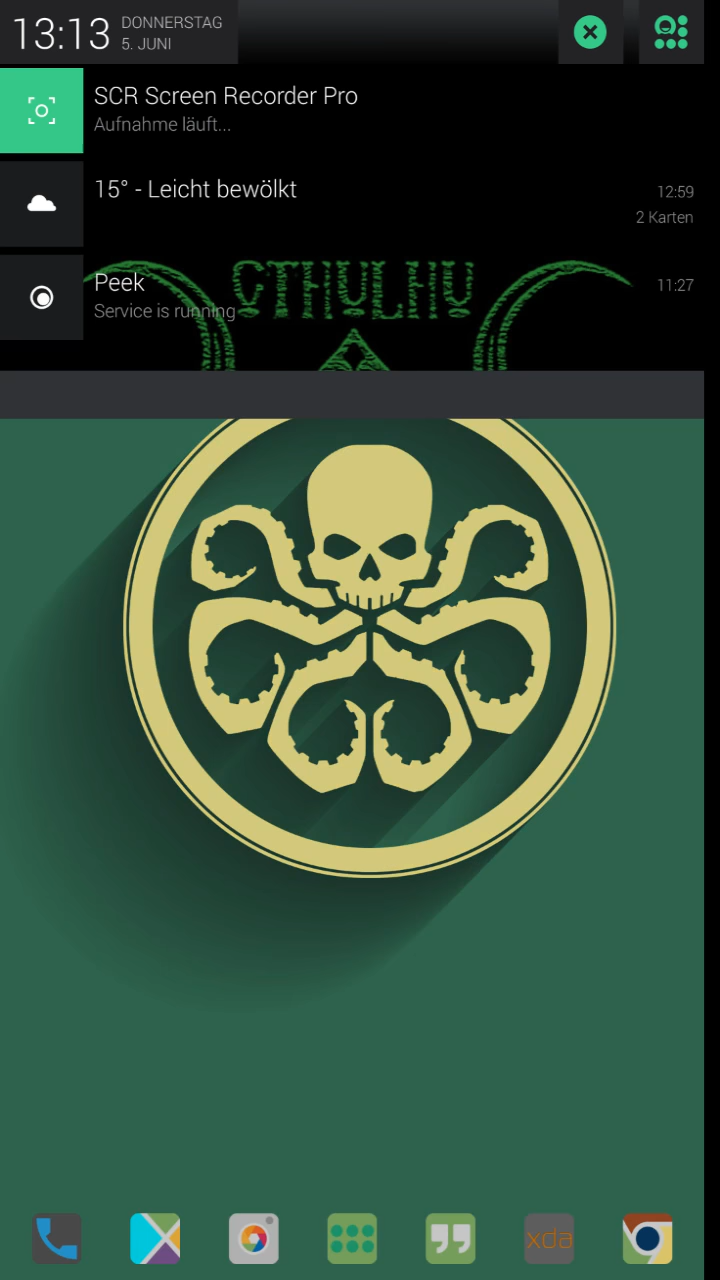 13:13
DONNERSTAG
5. JUNI
SCR Screen Recorder Pro
Aufnahme läuft...
15° - Leicht bewölkt
12:59
2 Karten
CTHULHU
Peek
11:27
Service is running
xda